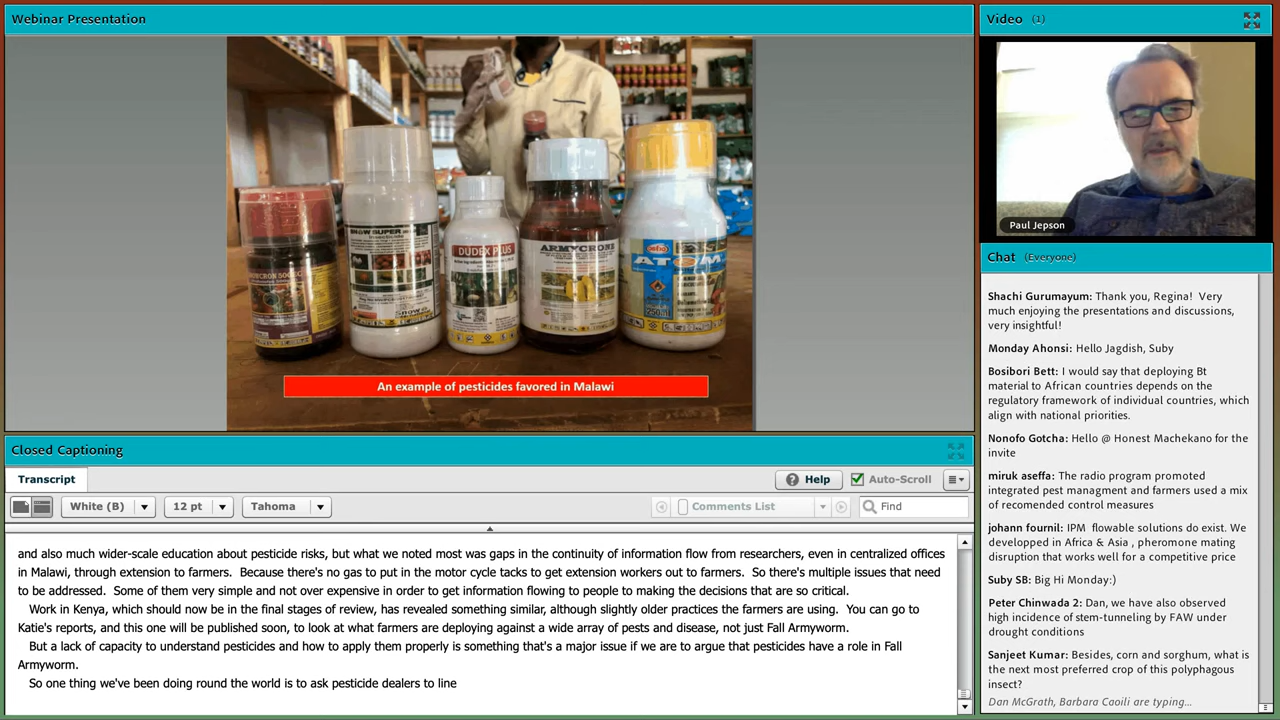 Webinar Presentation
SNOW SUPER
DUDEX PLUS
ARMYCRONE
ATOM
An example of pesticides favored in Malawi
Video (1)
Paul Jepson
Chat (Everyone)
Shachi Gurumayum: Thank you, Regina! Very
much enjoying the presentations and discussions,
very insightful!
Monday Ahonsi: Hello Jagdish, Suby
Bosibori Bett: I would say that deploying Bt
material to African countries depends on the
regulatory framework of individual countries, which
align with national priorities.
Nonofo Gotcha: Hello @ Honest Machekano for the
invite
miruk aseffa: The radio program promoted
integrated pest managment and farmers used a mix
of recomended control measures
johann fournil: IPM flowable solutions do exist. We
developped in Africa & Asia , pheromone mating
disruption that works well for a competitive price
Suby SB: Big Hi Monday:)
Peter Chinwada 2: Dan, we have also observed
high incidence of stem-tunneling by FAW under
drought conditions
Sanjeet Kumar: Besides, corn and sorghum, what is
the next most preferred crop of this polyphagous
insect?
Dan McGrath, Barbara Caoili are typing...
Closed Captioning
Transcript
Help
Auto-Scroll
White (B)
12 pt
Tahoma
Comments List
Find
and also much wider-scale education about pesticide risks, but what we noted most was gaps in the continuity of information flow from researchers, even in centralized offices
in Malawi, through extension to farmers. Because there's no gas to put in the motor cycle tacks to get extension workers out to farmers. So there's multiple issues that need
to be addressed. Some of them very simple and not over expensive in order to get information flowing to people to making the decisions that are so critical.
Work in Kenya, which should now be in the final stages of review, has revealed something similar, although slightly older practices the farmers are using. You can go to
Katie's reports, and this one will be published soon, to look at what farmers are deploying against a wide array of pests and disease, not just Fall Armyworm.
But a lack of capacity to understand pesticides and how to apply them properly is something that's a major issue if we are to argue that pesticides have a role in Fall
Armyworm.
So one thing we've been doing round the world is to ask pesticide dealers to line